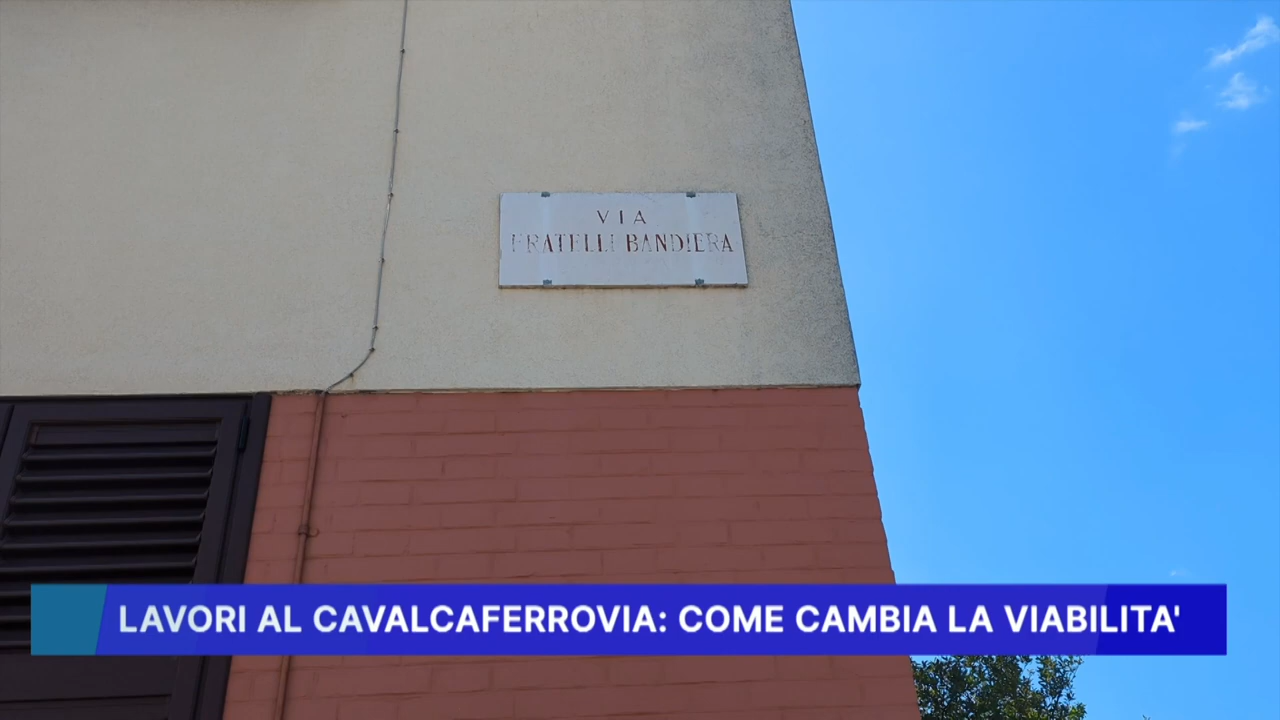 VIA
FRATELLI BANDIERA
LAVORI AL CAVALCAFERROVIA: COME CAMBIA LA VIABILITA'